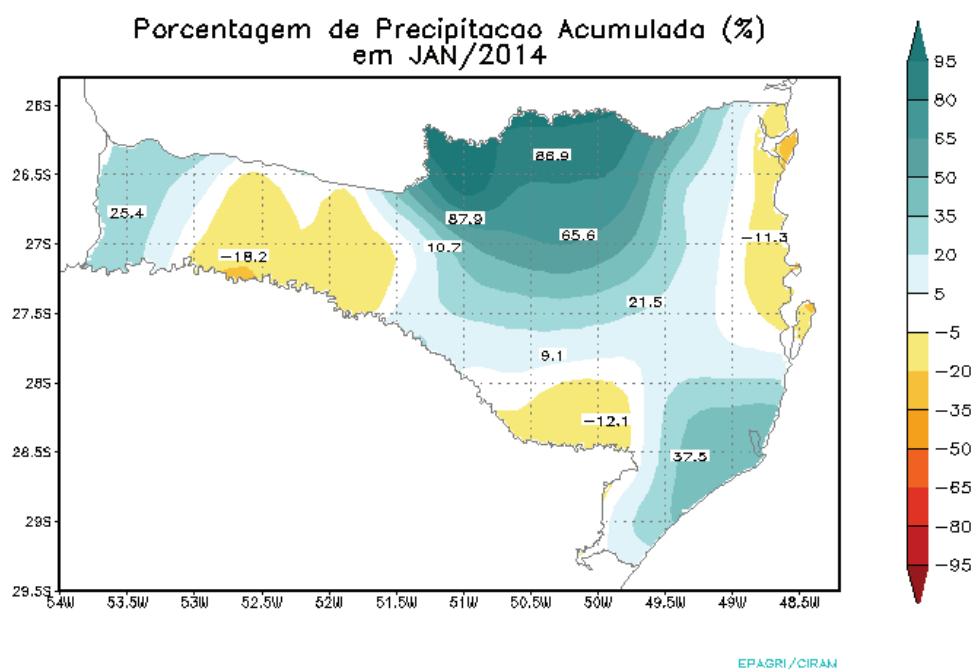 Porcentagem de Precipitacao Acumulada (%)
em JAN/2014
28S
26.5S
27S
27.5S
28S
28.5S
29S
29.5S
54W 53.5W 53W 52.5W 52W 51.5W 51W 50.5W 50W 49.5W 49W 48.5W
86.9
25.4
87.9
65.6
10.7
-11.3
-18.2
21.5
9.1
-12.1
37.5
95
80
65
50
35
20
5
-5
-20
-35
-50
-65
-80
-95
EPAGRI/CIRAM